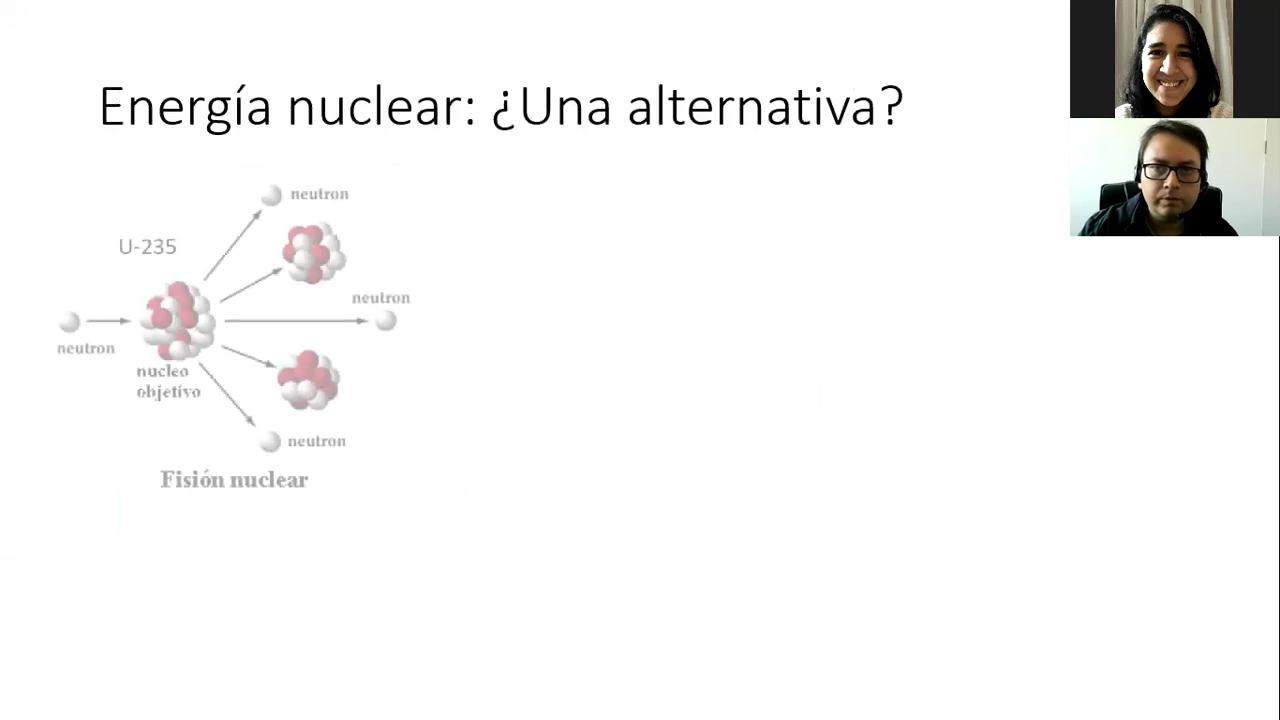 Energía nuclear: ¿Una alternativa?
neutron
U-235
neutron
neutron
nucleo
objetivo
neutron
Fisión nuclear